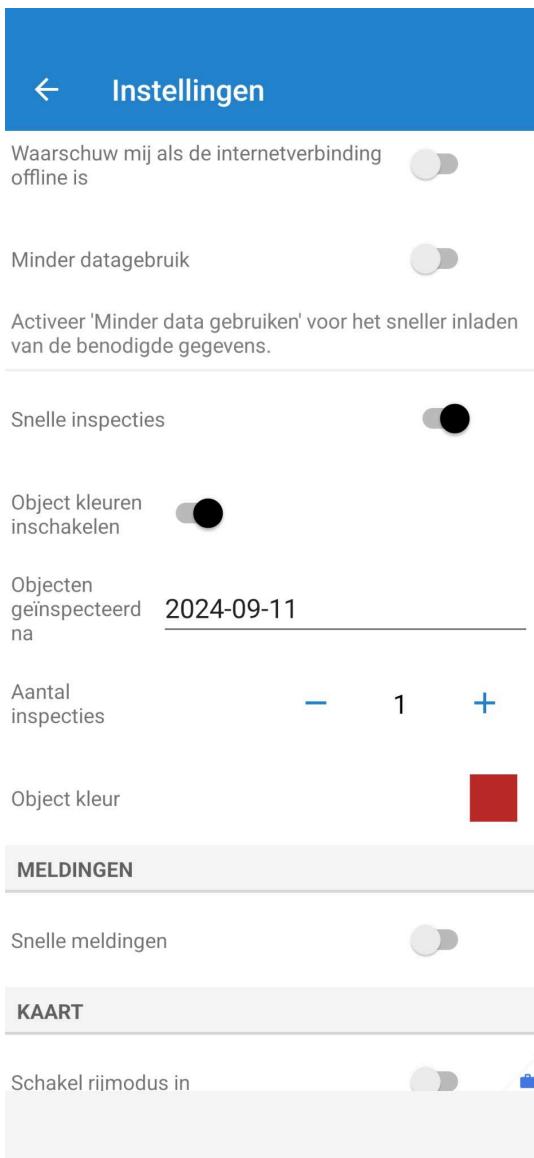 Instellingen
Waarschuw mij als de internetverbinding
offline is
Minder datagebruik
Activeer 'Minder data gebruiken' voor het sneller inladen
van de benodigde gegevens.
Snelle inspecties
Object kleuren
inschakelen
Objecten
geïnspecteerd
na
2024-09-11
Aantal
inspecties
1
Object kleur
MELDINGEN
Snelle meldingen
KAART
Schakel rijmodus in